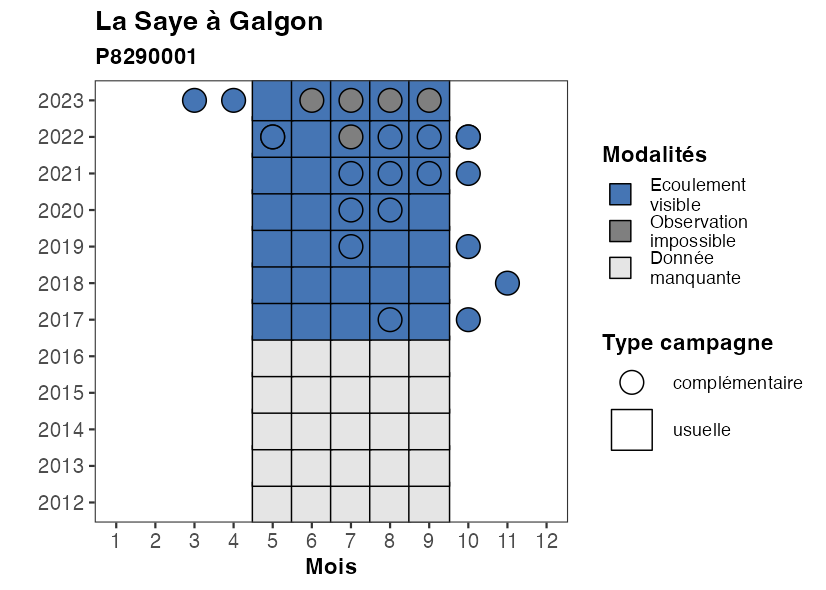 La Saye à Galgon
P8290001
2023
2022
2021
2020
2019
2018
2017
2016
2015
2014
2013
2012
1 2 3 4 5 6 7 8 9 10 11 12
Mois
Modalités
Ecoulement
visible
Observation
impossible
Donnée
manquante
Type campagne
complémentaire
usuelle